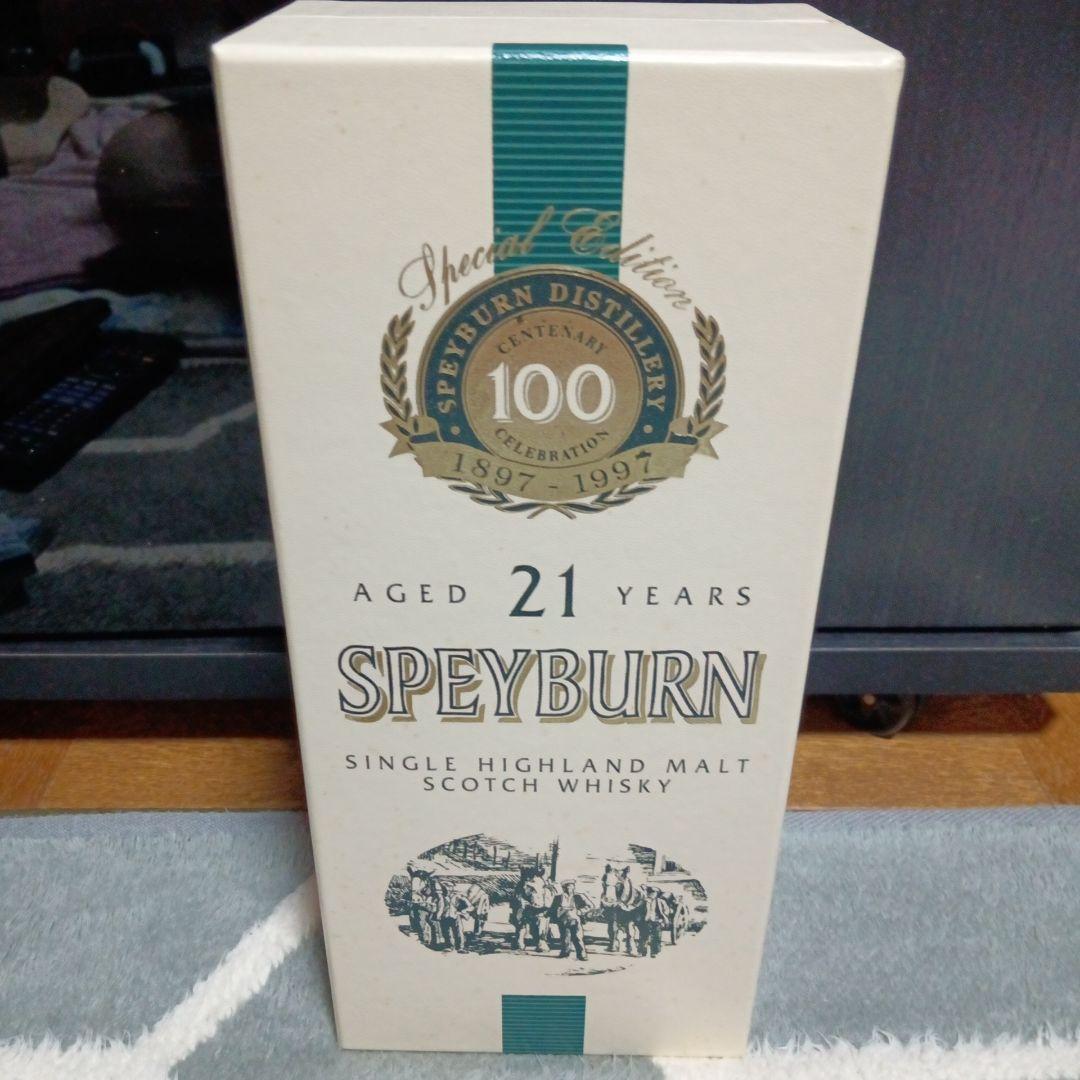 Special Edition
SPEYBURN DISTILLERY
CENTENARY
100
CELEBRATION
1897 - 1997
AGED 21 YEARS
SPEYBURN
SINGLE HIGHLAND MALT
SCOTCH WHISKY